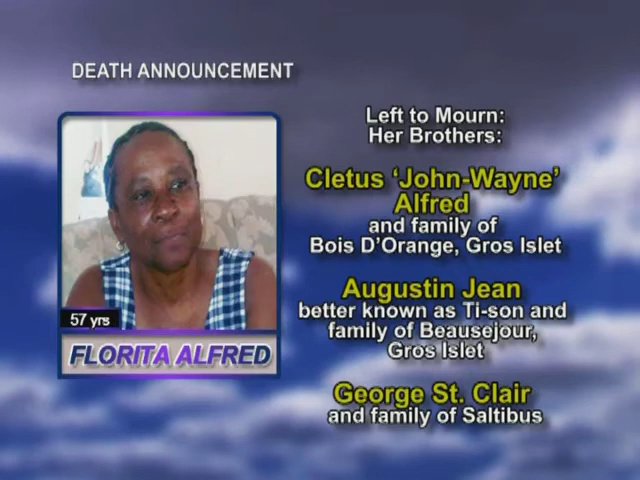 DEATH ANNOUNCEMENT
57 yrs
FLORITA ALFRED
Left to Mourn:
Her Brothers:
Cletus ‘John-Wayne’
Alfred
and family of
Bois D’Orange, Gros Islet
Augustin Jean
better known as Ti-son and
family of Beausejour,
Gros Islet
George St. Clair
and family of Saltibus